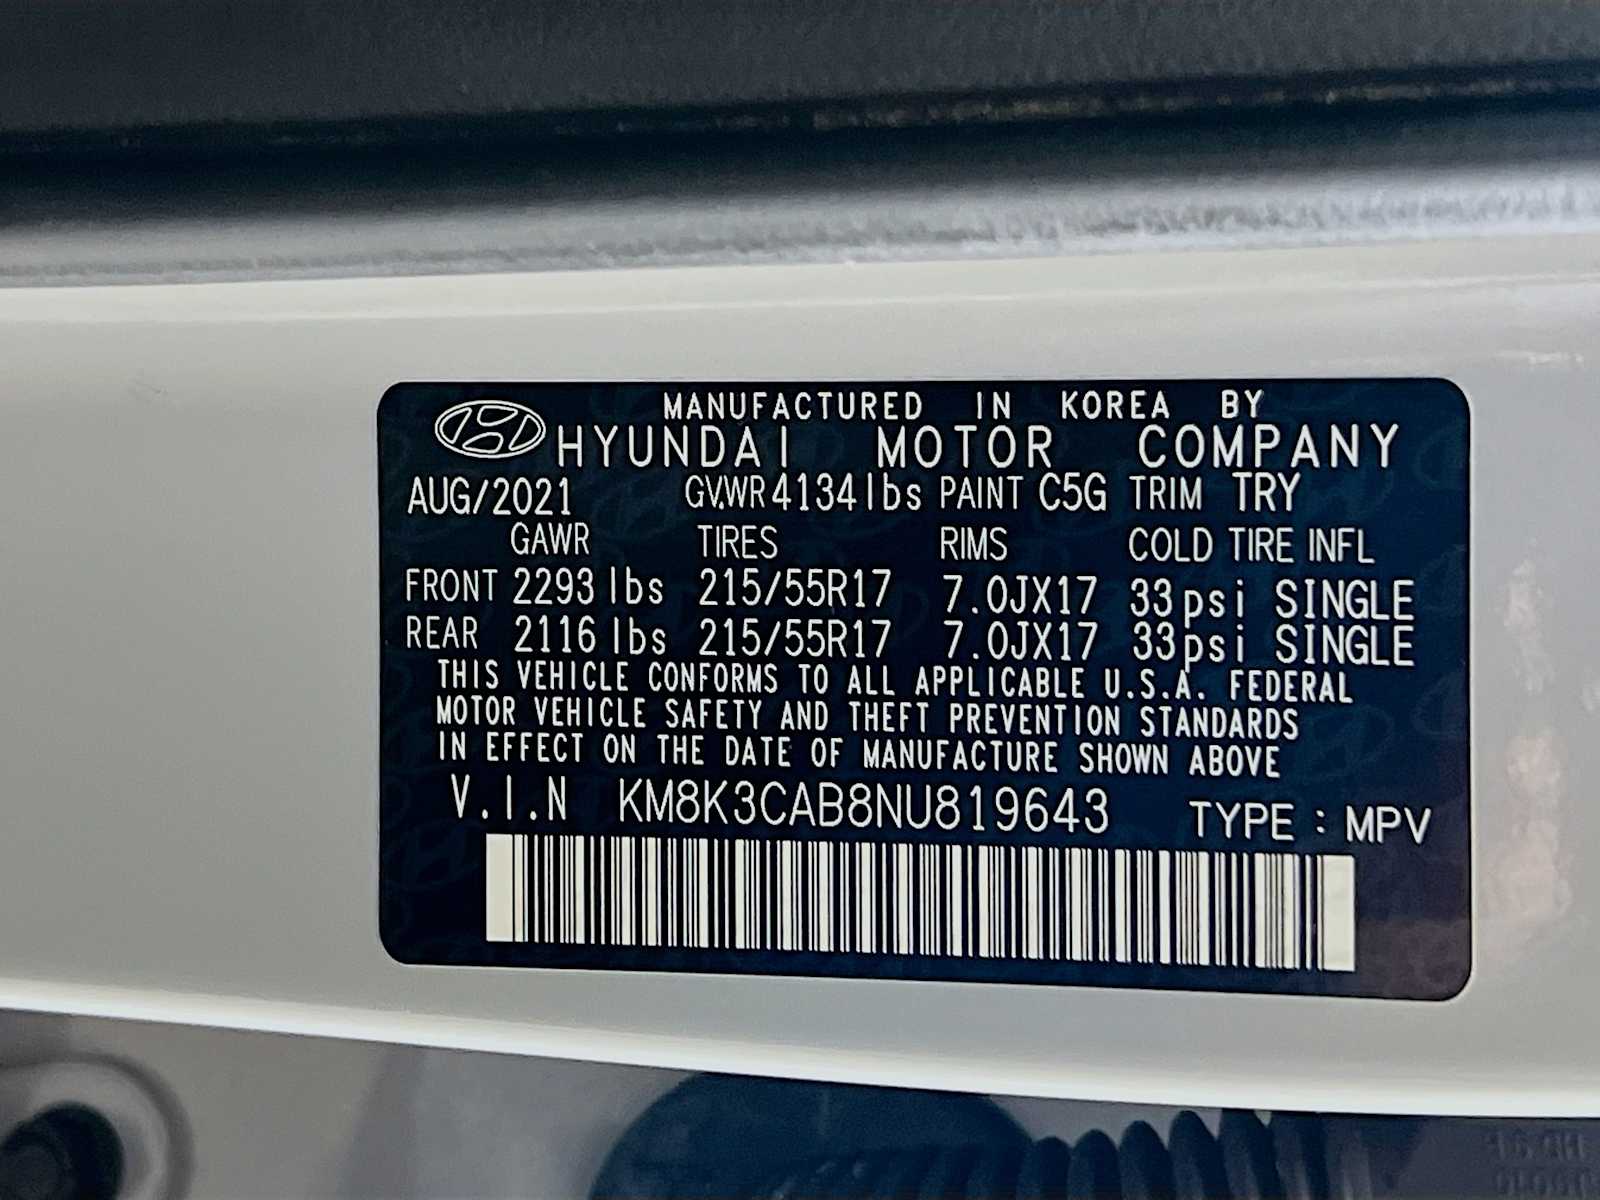 MANUFACTURED IN KOREA BY
HYUNDAI MOTOR COMPANY
AUG/2021 GVWR 4134lbs PAINT C5G TRIM TRY
GAWR TIRES RIMS COLD TIRE INFL
FRONT 2293 lbs 215/55R17 7.0JX17 33psi SINGLE
REAR 2116 lbs 215/55R17 7.0JX17 33psi SINGLE
THIS VEHICLE CONFORMS TO ALL APPLICABLE U.S.A. FEDERAL
MOTOR VEHICLE SAFETY AND THEFT PREVENTION STANDARDS
IN EFFECT ON THE DATE OF MANUFACTURE SHOWN ABOVE
V.I.N KM8K3CAB8NU819643 TYPE : MPV